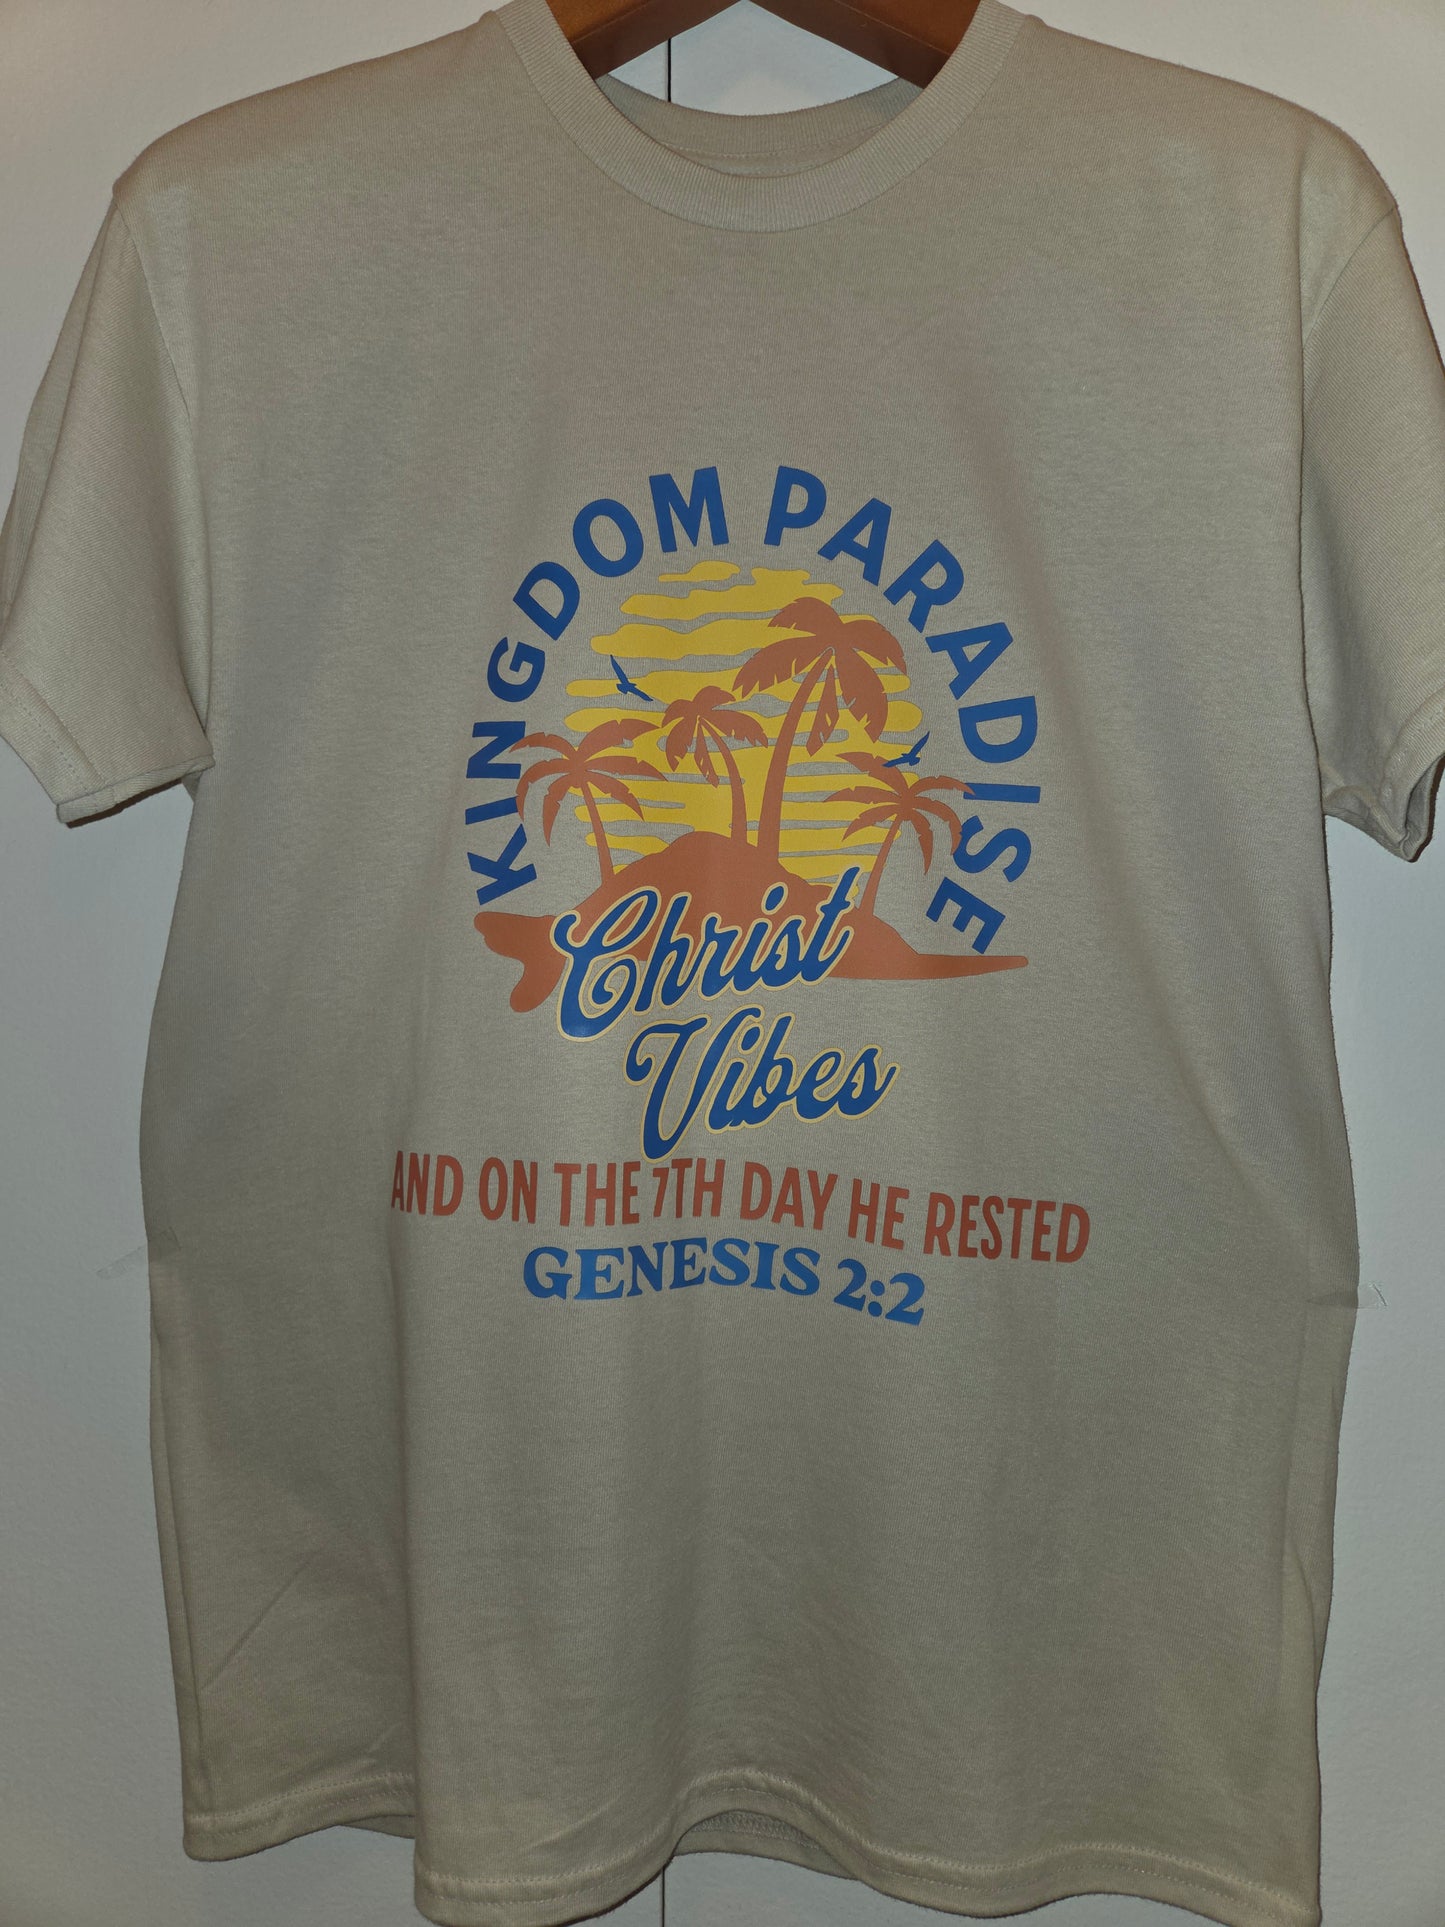 KINGDOM PARADISE
Christ
Vibes
AND ON THE 7TH DAY HE RESTED
GENESIS 2:2